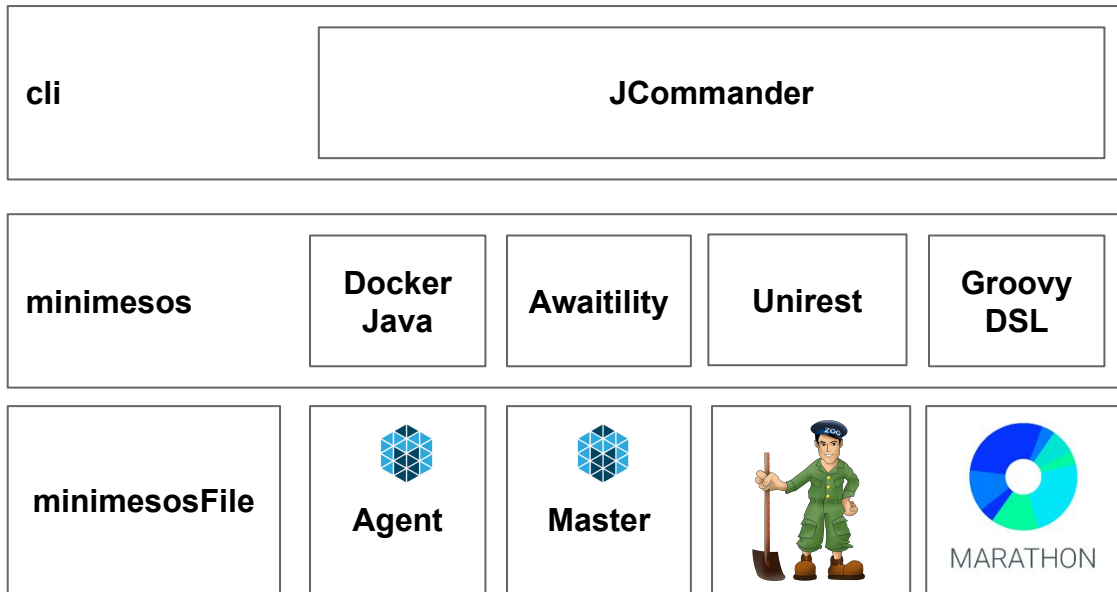 cli
JCommander
minimesos
Docker
Java
Awaitility
Unirest
Groovy
DSL
minimesosFile
Agent
Master
ZOO
MARATHON